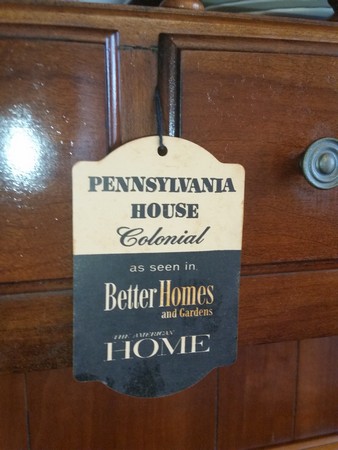 PENNSYLVANIA
HOUSE
Colonial
as seen in
Better Homes
and Gardens
THE AMERICAN
HOME